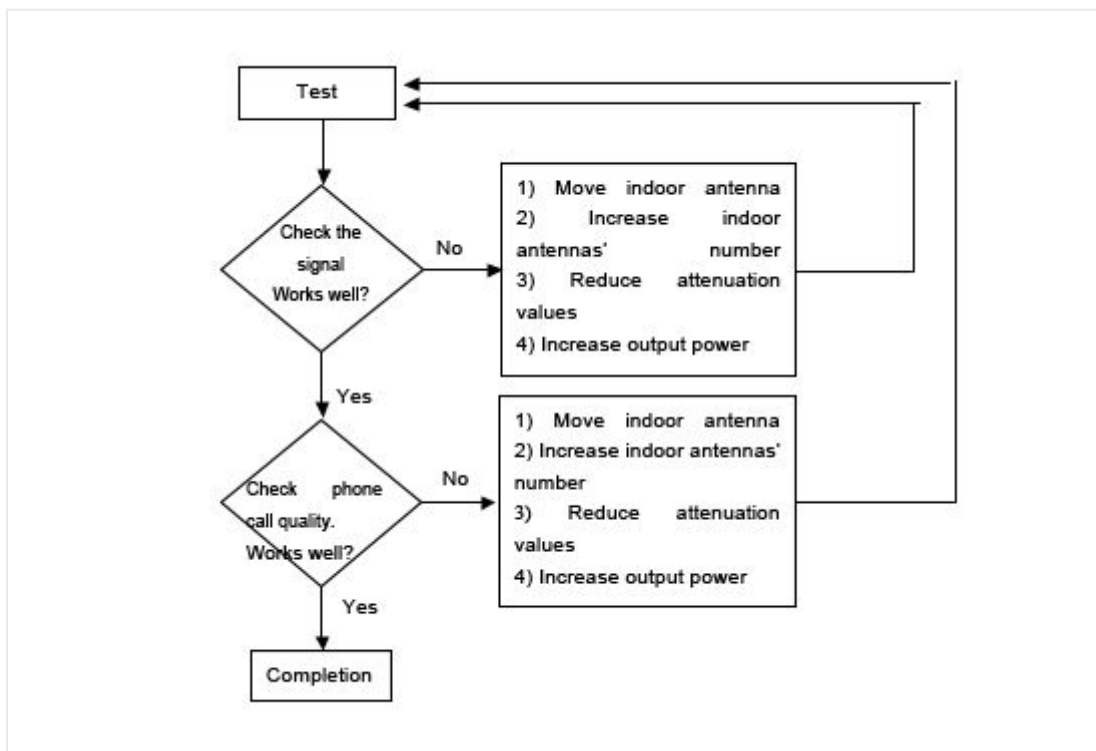 Test
Check the
signal
Works well?
No
1) Move indoor antenna
2) Increase indoor
antennas' number
3) Reduce attenuation
values
4) Increase output power
Yes
Check phone
call quality.
Works well?
No
1) Move indoor antenna
2) Increase indoor antennas'
number
3) Reduce attenuation
values
4) Increase output power
Yes
Completion